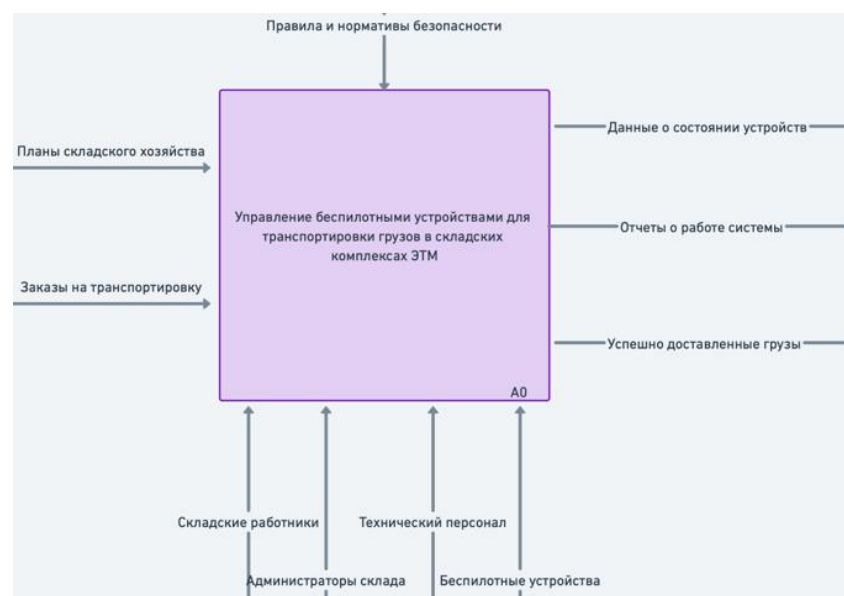 Правила и нормативы безопасности
Данные о состоянии устройств
Планы складского хозяйства
Управление беспилотными устройствами для
транспортировки грузов в складских
комплексах ЭТМ
Отчеты о работе системы
Заказы на транспортировку
Успешно доставленные грузы
A0
Складские работники
Технический персонал
Администраторы склада
Беспилотные устройства